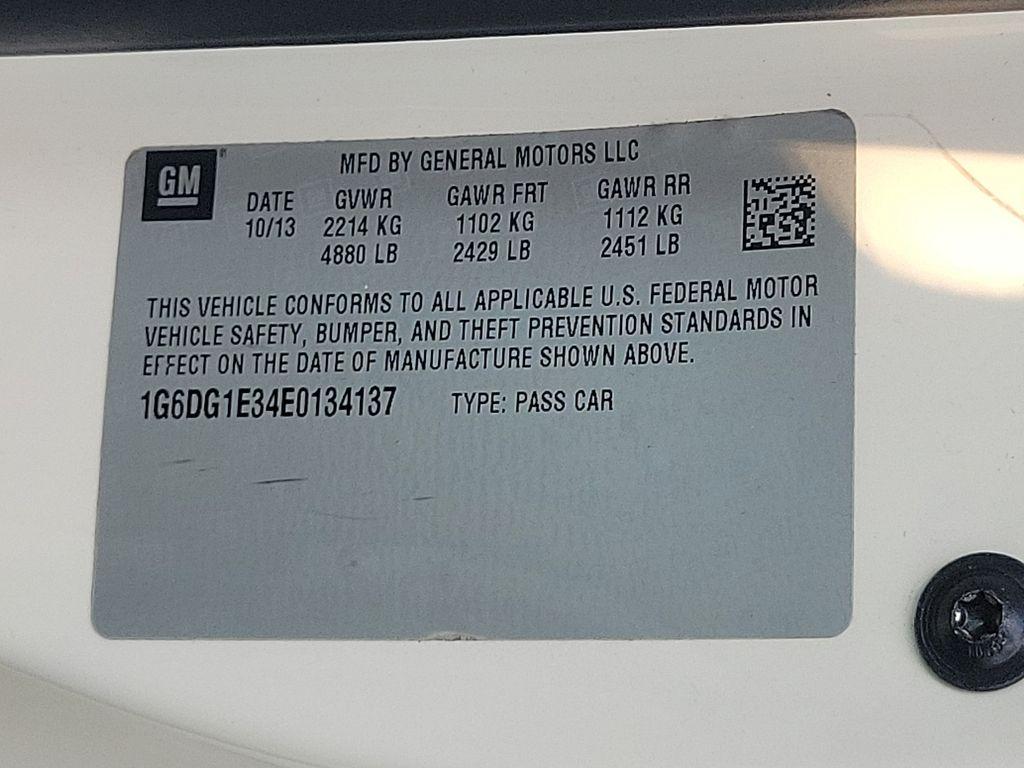 GM
MFD BY GENERAL MOTORS LLC
DATE GVWR GAWR FRT GAWR RR
10/13 2214 KG 1102 KG 1112 KG
4880 LB 2429 LB 2451 LB
THIS VEHICLE CONFORMS TO ALL APPLICABLE U.S. FEDERAL MOTOR
VEHICLE SAFETY, BUMPER, AND THEFT PREVENTION STANDARDS IN
EFFECT ON THE DATE OF MANUFACTURE SHOWN ABOVE.
1G6DG1E34E0134137 TYPE: PASS CAR